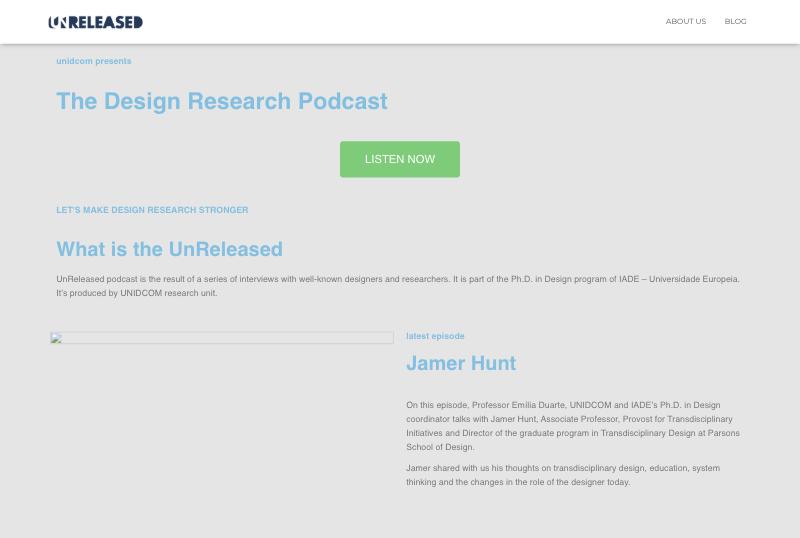 UNRELEASED
ABOUT US
BLOG
unidcom presents
The Design Research Podcast
LISTEN NOW
LET'S MAKE DESIGN RESEARCH STRONGER
What is the UnReleased
UnReleased podcast is the result of a series of interviews with well-known designers and researchers. It is part of the Ph.D. in Design program of IADE – Universidade Europeia.
It's produced by UNIDCOM research unit.
latest episode
Jamer Hunt
On this episode, Professor Emilia Duarte, UNIDCOM and IADE's Ph.D. in Design
coordinator talks with Jamer Hunt, Associate Professor, Provost for Transdisciplinary
Initiatives and Director of the graduate program in Transdisciplinary Design at Parsons
School of Design.
Jamer shared with us his thoughts on transdisciplinary design, education, system
thinking and the changes in the role of the designer today.